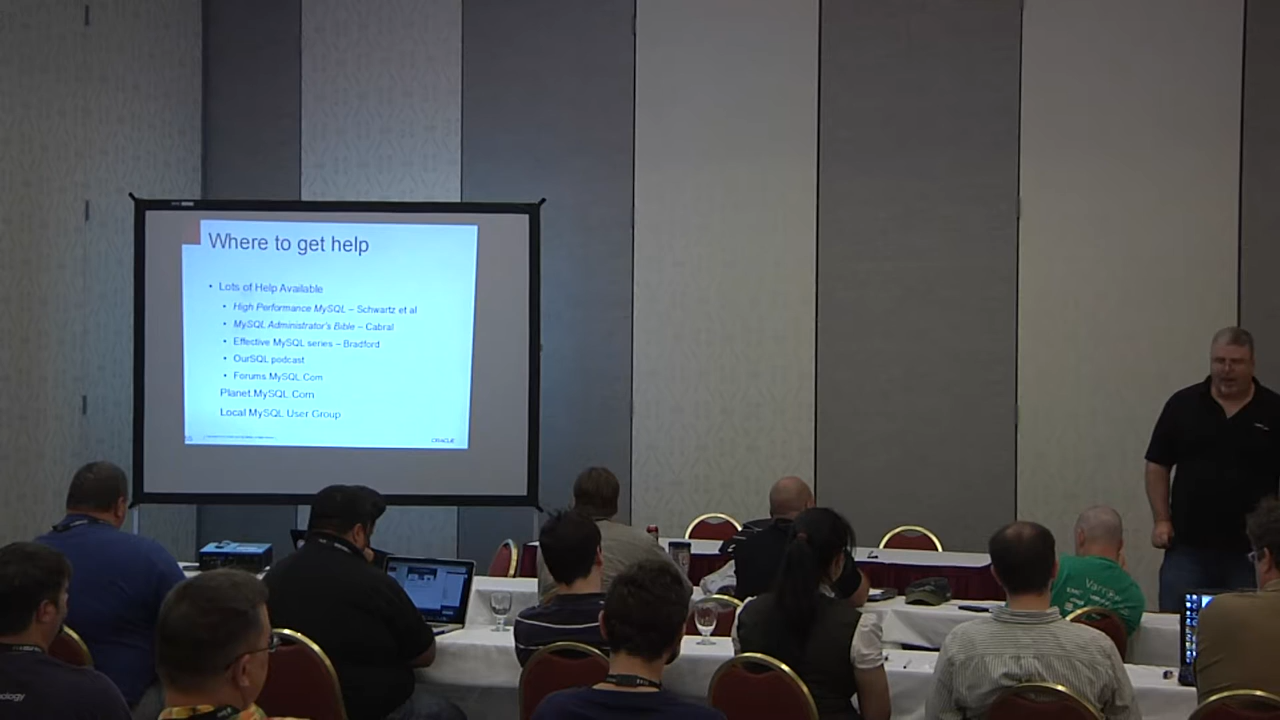 Where to get help
• Lots of Help Available
• High Performance MySQL – Schwartz et al
• MySQL Administrator's Bible – Cabral
• Effective MySQL series – Bradford
• OurSQL podcast
• Forums.MySQL.Com
Planet.MySQL.Com
Local MySQL User Group
ORACLE